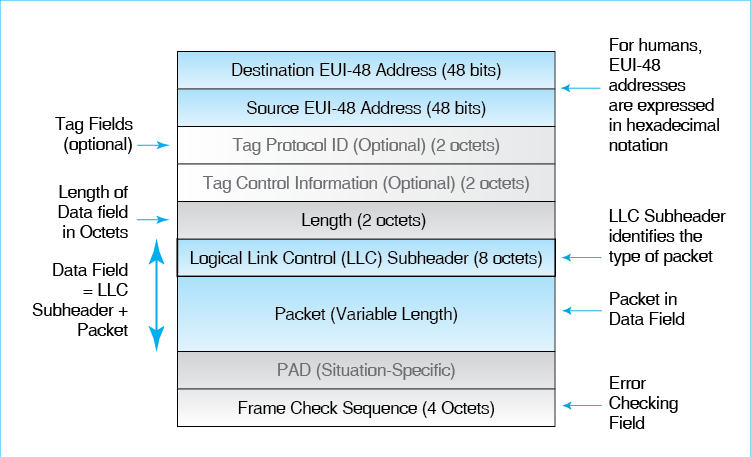 Destination EUI-48 Address (48 bits)
Source EUI-48 Address (48 bits)
Tag Protocol ID (Optional) (2 octets)
Tag Control Information (Optional) (2 octets)
Length (2 octets)
Logical Link Control (LLC) Subheader (8 octets)
Packet (Variable Length)
PAD (Situation-Specific)
Frame Check Sequence (4 Octets)
Tag Fields
(optional)
Length of
Data field
in Octets
Data Field
= LLC
Subheader +
Packet
For humans,
EUI-48
addresses
are expressed
in hexadecimal
notation
LLC Subheader
identifies the
type of packet
Packet in
Data Field
Error
Checking
Field